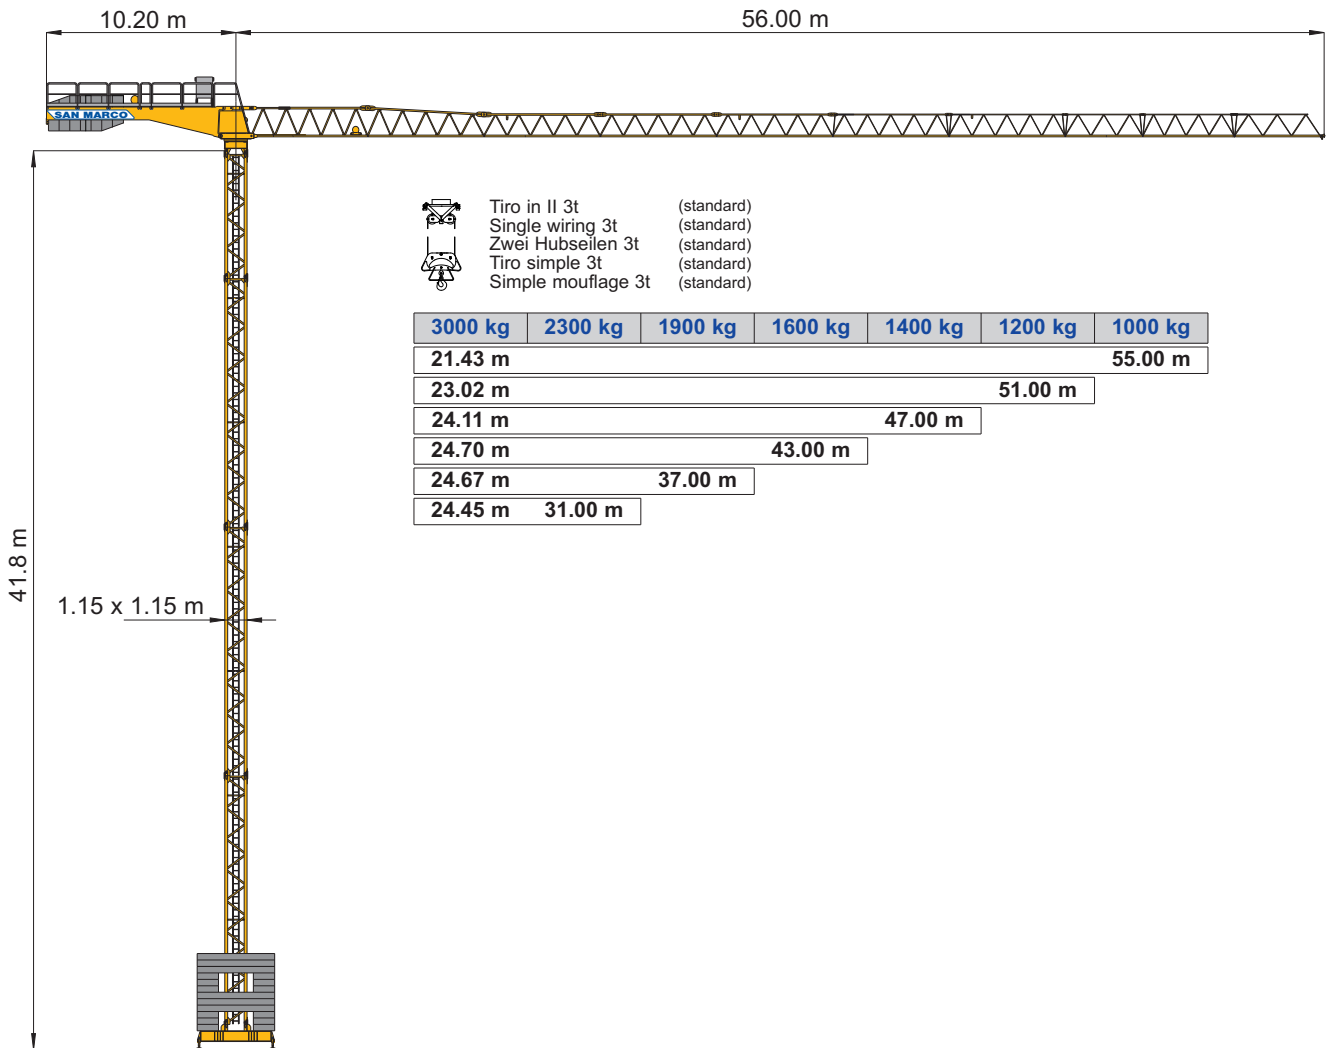 10.20 m
56.00 m
SAN MARCO
Tiro in II 3t (standard)
Single wiring 3t (standard)
Zwei Hubseilen 3t (standard)
Tiro simple 3t (standard)
Simple mouflage 3t (standard)
3000 kg 2300 kg 1900 kg 1600 kg 1400 kg 1200 kg 1000 kg
21.43 m 55.00 m
23.02 m 51.00 m
24.11 m 47.00 m
24.70 m 43.00 m
24.67 m 37.00 m
24.45 m 31.00 m
41.8 m
1.15 x 1.15 m